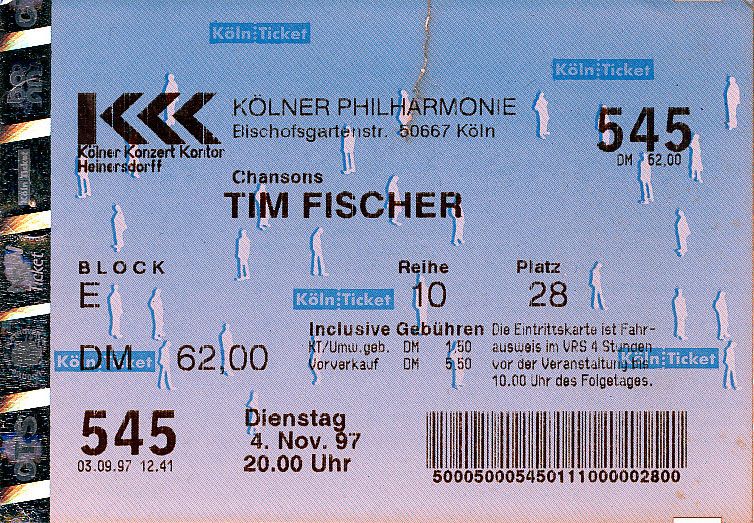 Köln Ticket
Köln Ticket
KÖLNER PHILHARMONIE
Bischofsgartenstr. 50667 Köln
KKK
Kölner Konzert Kontor
Heinersdorff
545
DM 62,00
Chansons
TIM FISCHER
BLOCK
E
Reihe
10
Platz
28
Köln Ticket
DM 62,00
Köln Ticket
Inclusive Gebühren
KT/Umw.geb. DM 1,50
Vorverkauf DM 5,50
Die Eintrittskarte ist Fahr-
ausweis im VRS 4 Stunden
vor der Veranstaltung bis
10.00 Uhr des Folgetages.
Köln Ticket
545
03.09.97 12.41
Dienstag
4. Nov. 97
20.00 Uhr
5000500054501110000002800
Köln Ticket
Ticket